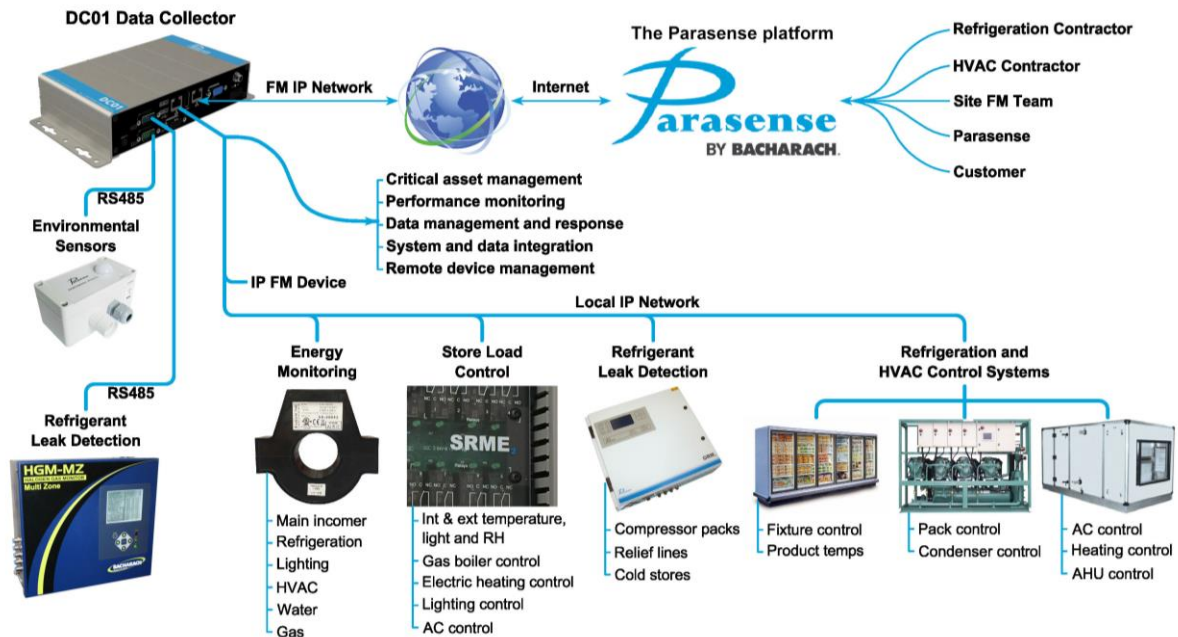 DC01 Data Collector
DC01
FM IP Network
Internet
The Parasense platform
Parasense
BY BACHARACH.
Refrigeration Contractor
HVAC Contractor
Site FM Team
Parasense
Customer
Critical asset management
Performance monitoring
Data management and response
System and data integration
Remote device management
RS485
Environmental
Sensors
IP FM Device
Local IP Network
RS485
Refrigerant
Leak Detection
HGM-MZ
HALOGEN GAS MONITOR
Multi Zone
BACHARACH
Energy
Monitoring
Main incomer
Refrigeration
Lighting
HVAC
Water
Gas
Store Load
Control
SRME
Int & ext temperature,
light and RH
Gas boiler control
Electric heating control
Lighting control
AC control
Refrigerant
Leak Detection
Compressor packs
Relief lines
Cold stores
Refrigeration and
HVAC Control Systems
Fixture control
Product temps
Pack control
Condenser control
AC control
Heating control
AHU control